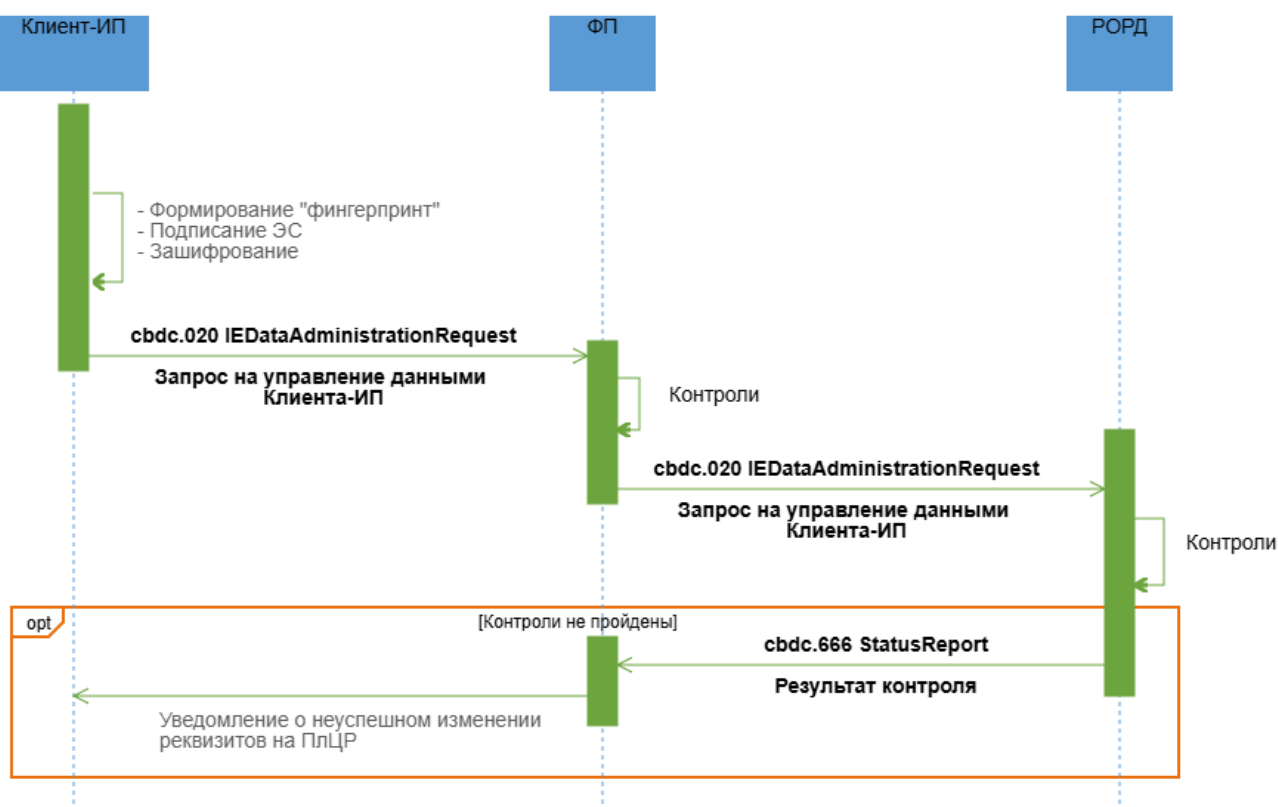 Клиент-ИП
ФП
РОРД
- Формирование "фингерпринт"
- Подписание ЭС
- Зашифрование
cbdc.020 IEDataAdministrationRequest
Запрос на управление данными
Клиента-ИП
Контроли
cbdc.020 IEDataAdministrationRequest
Запрос на управление данными
Клиента-ИП
Контроли
opt
[Контроли не пройдены]
cbdc.666 StatusReport
Результат контроля
Уведомление о неуспешном изменении
реквизитов на ПлЦР